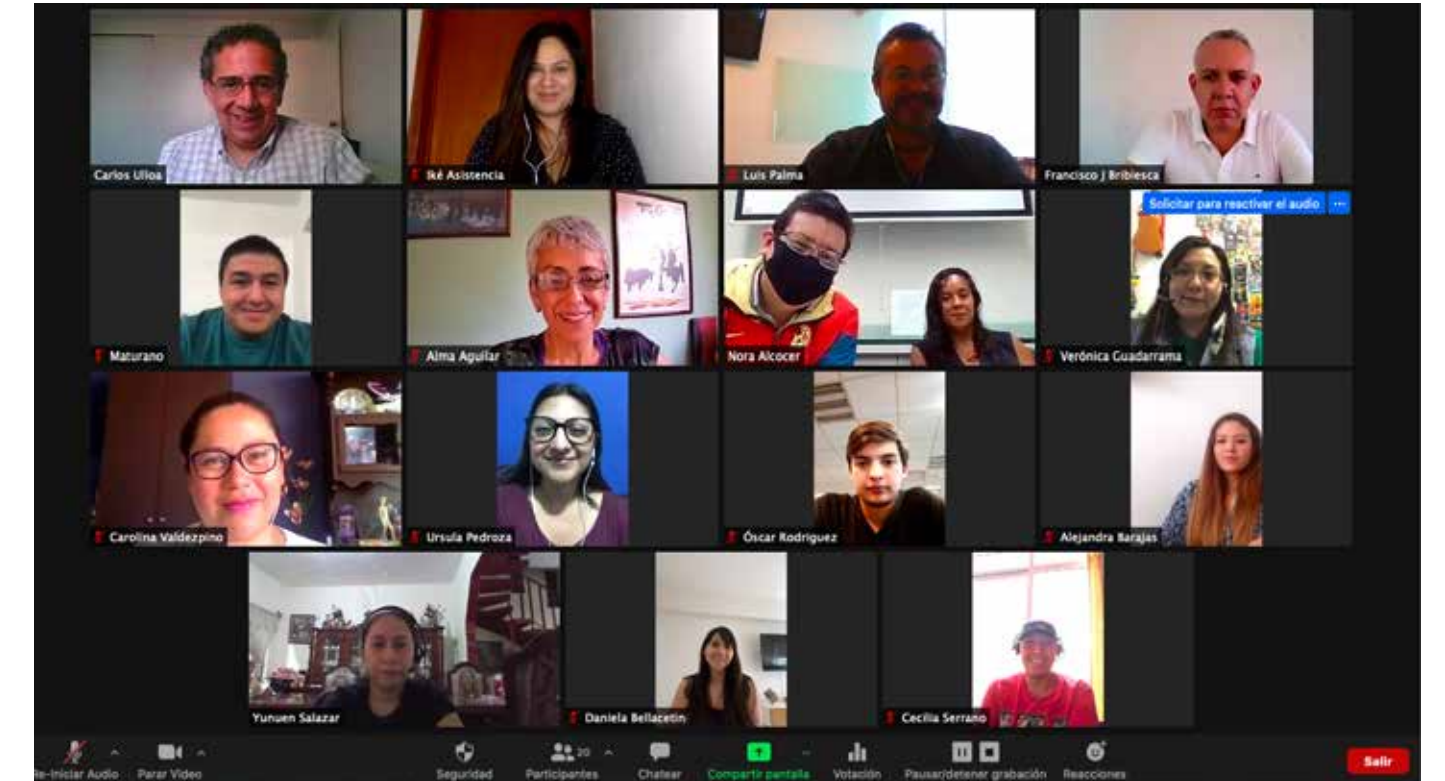 Carlos Ulloa
Iké Asistencia
Luis Palma
Francisco J Bribiesca
Solicitar para reactivar el audio ...
Maturano
Alma Aguilar
Nora Alcocer
Verónica Guadarrama
Carolina Valdezpino
Ursula Pedroza
Óscar Rodriguez
Alejandra Barajas
Yunuen Salazar
Daniela Bellacetin
Cecilia Serrano
20
Re-Iniciar Audio
Parar Video
Seguridad
Participantes
Chatear
Compartir pantalla
Votación
Pausar/detener grabación
Reacciones
Salir